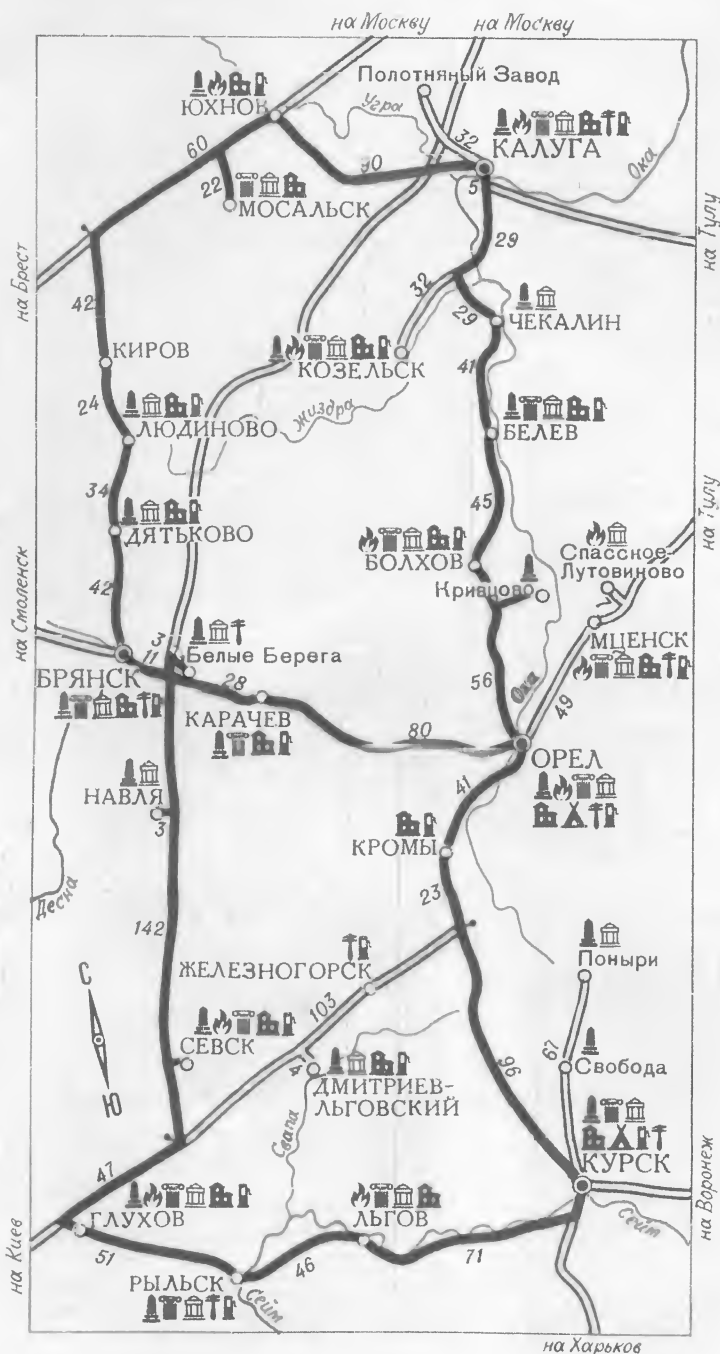 на Москву
на Москву
Полотняный Завод
ЮХНОВ
Угра
32
КАЛУГА
60
90
Ока
22
МОСАЛЬСК
5
на Тулу
29
на Брест
32
29
ЧЕКАЛИН
42
КИРОВ
КОЗЕЛЬСК
41
24
ЛЮДИНОВО
Жиздра
БЕЛЕВ
34
45
на Тулу
ДЯТЬКОВО
БОЛХОВ
Спасское-
Лутовиново
42
Кривцово
на Смоленск
МЦЕНСК
3
Белые Берега
БРЯНСК
11
28
56
Ока
49
КАРАЧЕВ
80
ОРЕЛ
НАВЛЯ
3
41
КРОМЫ
Десна
23
142
ЖЕЛЕЗНОГОРСК
Поныри
С
103
СЕВСК
67
Свобода
4
ДМИТРИЕВ-
ЛЬГОВСКИЙ
96
Ю
Свапа
КУРСК
47
на Воронеж
ГЛУХОВ
ЛЬГОВ
Сейм
на Киев
51
46
71
РЫЛЬСК
Сейм
на Харьков